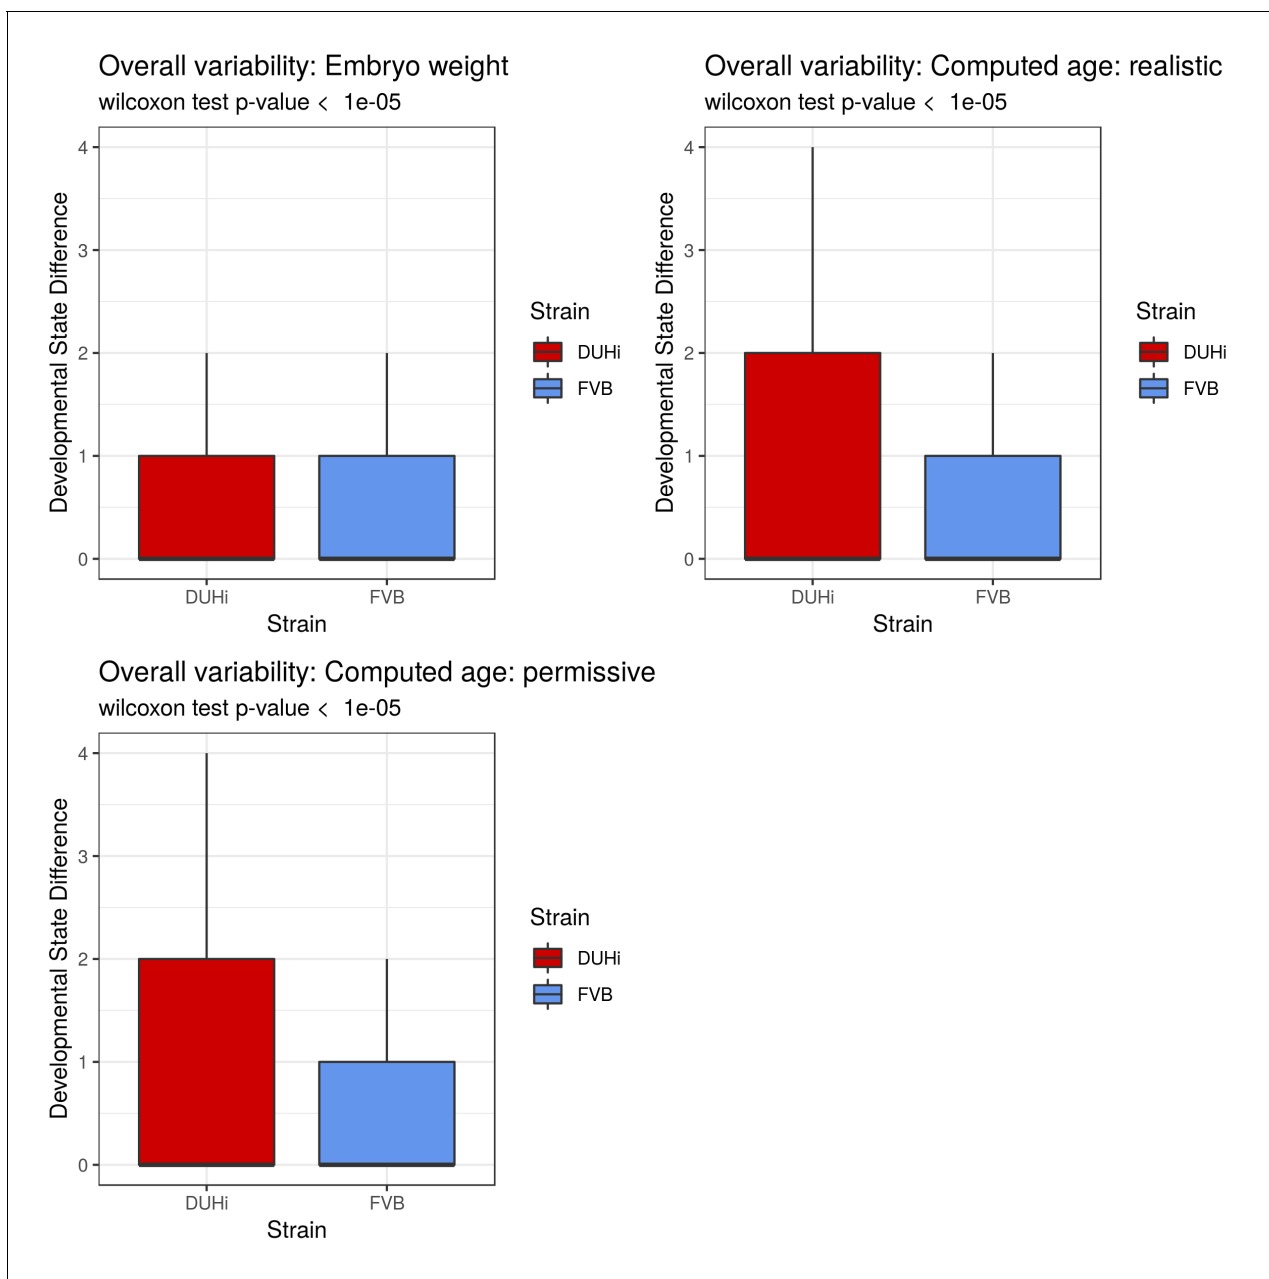 Overall variability: Embryo weight
wilcoxon test p-value <  1e-05
Developmental State Difference
4
3
2
1
0
DUHi
FVB
Strain
Strain
DUHi
FVB
Overall variability: Computed age: realistic
wilcoxon test p-value <  1e-05
Developmental State Difference
4
3
2
1
0
DUHi
FVB
Strain
Strain
DUHi
FVB
Overall variability: Computed age: permissive
wilcoxon test p-value <  1e-05
Developmental State Difference
4
3
2
1
0
DUHi
FVB
Strain
Strain
DUHi
FVB